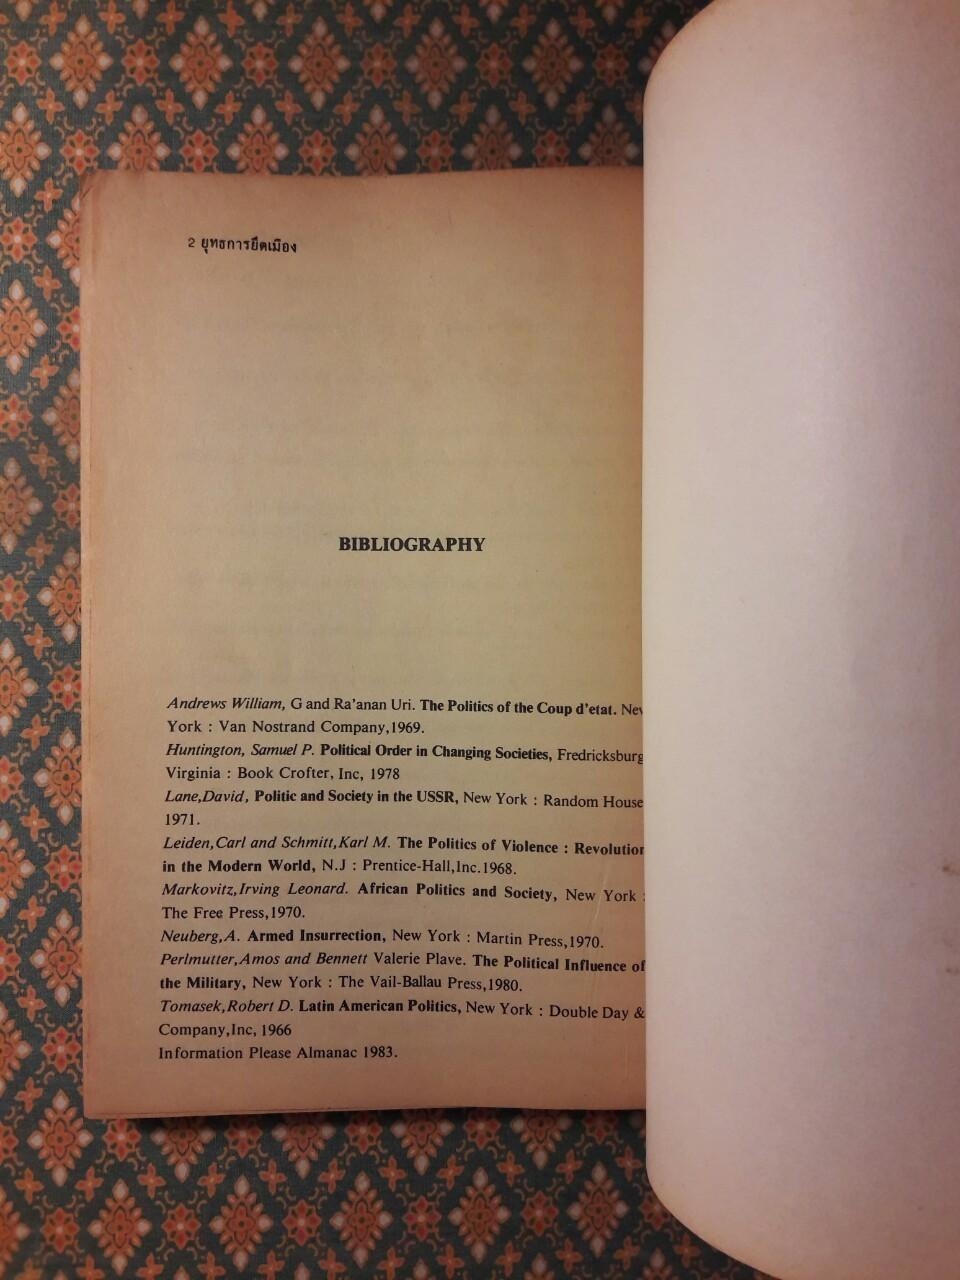 2 ยุทธการยึดเมือง
BIBLIOGRAPHY
Andrews William, G and Ra'anan Uri. The Politics of the Coup d'etat.
York : Van Nostrand Company,1969.
Huntington, Samuel P. Political Order in Changing Societies, Fredricksburg
Virginia : Book Crofter, Inc, 1978
Lane,David, Politic and Society in the USSR, New York : Random House
1971.
Leiden,Carl and Schmitt,Karl M. The Politics of Violence : Revolution
in the Modern World, N.J : Prentice-Hall,Inc.1968.
Markovitz,Irving Leonard. African Politics and Society, New York :
The Free Press,1970.
Neuberg,A. Armed Insurrection, New York : Martin Press,1970.
Perlmutter,Amos and Bennett Valerie Plave. The Political Influence of
the Military, New York : The Vail-Ballau Press,1980.
Tomasek,Robert D. Latin American Politics, New York : Double Day &
Company,Inc, 1966
Information Please Almanac 1983.